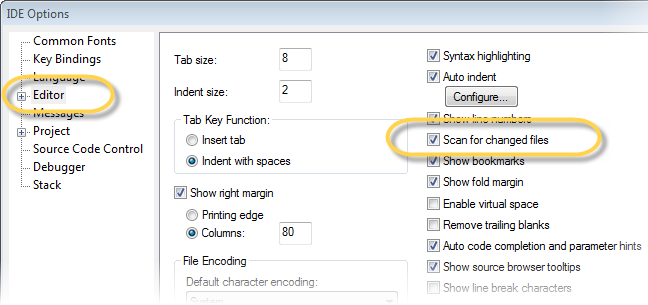 IDE Options
Common Fonts
Key Bindings
Language
Editor
Messages
Project
Source Code Control
Debugger
Stack
Tab size: 8
Indent size: 2
Tab Key Function:
Insert tab
Indent with spaces
Show right margin
Printing edge
Columns: 80
File Encoding
Default character encoding:
System
Syntax highlighting
Auto indent
Configure...
Show line numbers
Scan for changed files
Show bookmarks
Show fold margin
Enable virtual space
Remove trailing blanks
Auto code completion and parameter hints
Show source browser tooltips
Show line break characters